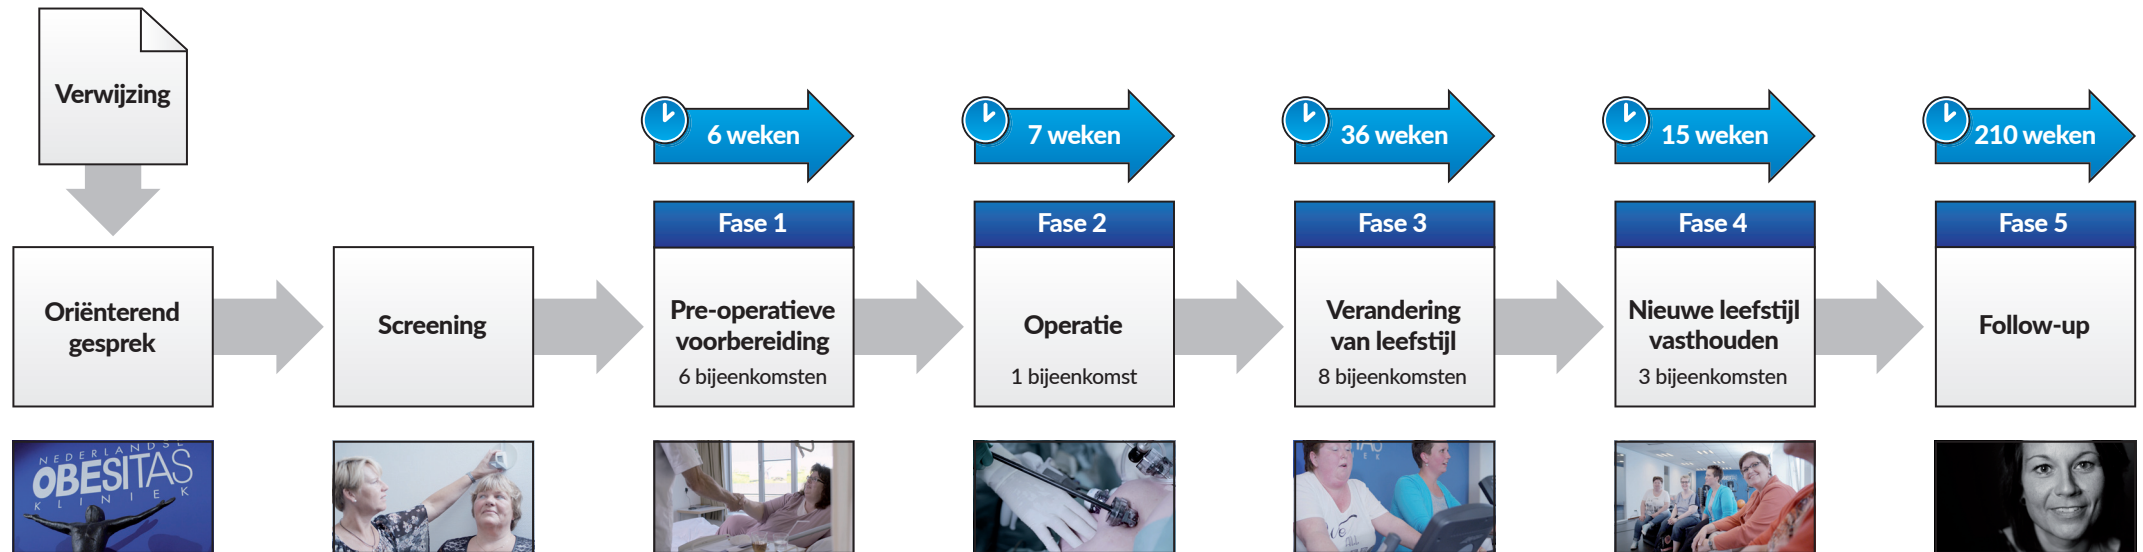 Verwijzing
6 weken
7 weken
36 weken
15 weken
210 weken
Fase 1
Fase 2
Fase 3
Fase 4
Fase 5
Oriënterend
gesprek
Screening
Pre-operatieve
voorbereiding
6 bijeenkomsten
Operatie
1 bijeenkomst
Verandering
van leefstijl
8 bijeenkomsten
Nieuwe leefstijl
vasthouden
3 bijeenkomsten
Follow-up
NEDERLANDSE
OBESITAS
KLINIEK